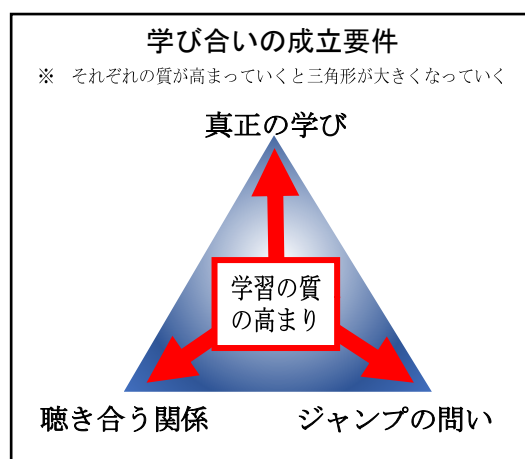 学び合いの成立要件
※　それぞれの質が高まっていくと三角形が大きくなっていく
真正の学び
学習の質
の高まり
聴き合う関係
ジャンプの問い